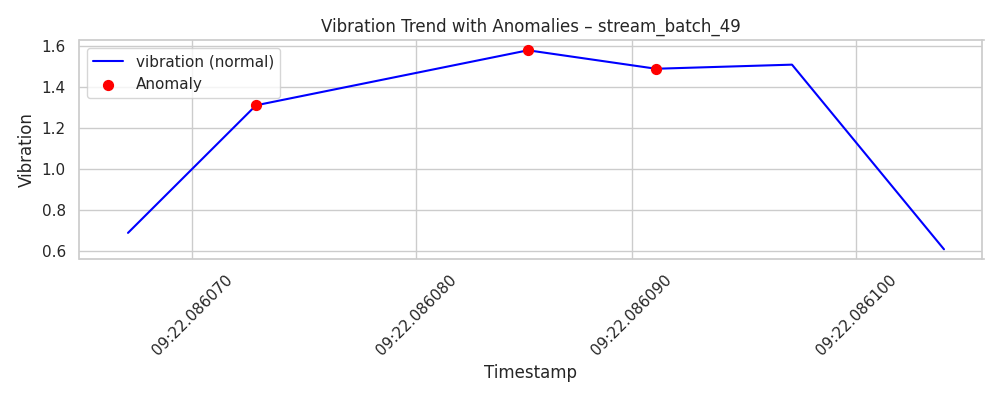 Vibration Trend with Anomalies – stream_batch_49
vibration (normal)
Anomaly
Vibration
1.6
1.4
1.2
1.0
0.8
0.6
09:22.086070
09:22.086080
09:22.086090
09:22.086100
Timestamp